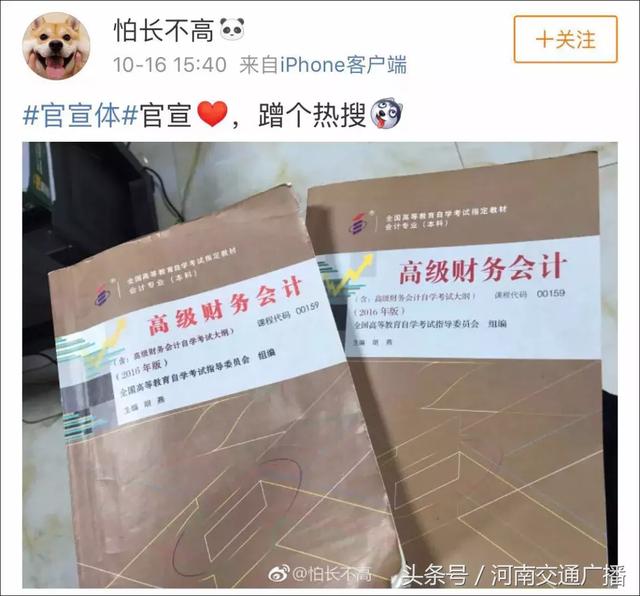 怕长不高🐼
10-16 15:40 来自iPhone客户端
+关注
#官宣体#官宣❤️，蹭个热搜
全国高等教育自学考试指定教材
会计专业（本科）
高级财务会计
课程代码 00159
（含：高级财务会计自学考试大纲）
（2016年版）
全国高等教育自学考试指导委员会 组编
主编 胡燕
全国高等教育自学考试指定教材
会计专业（本科）
高级财务会计
（含：高级财务会计自学考试大纲） 课程代码 00159
（2016年版）
全国高等教育自学考试指导委员会 组编
主编 胡燕
@怕长不高
头条号／河南交通广播